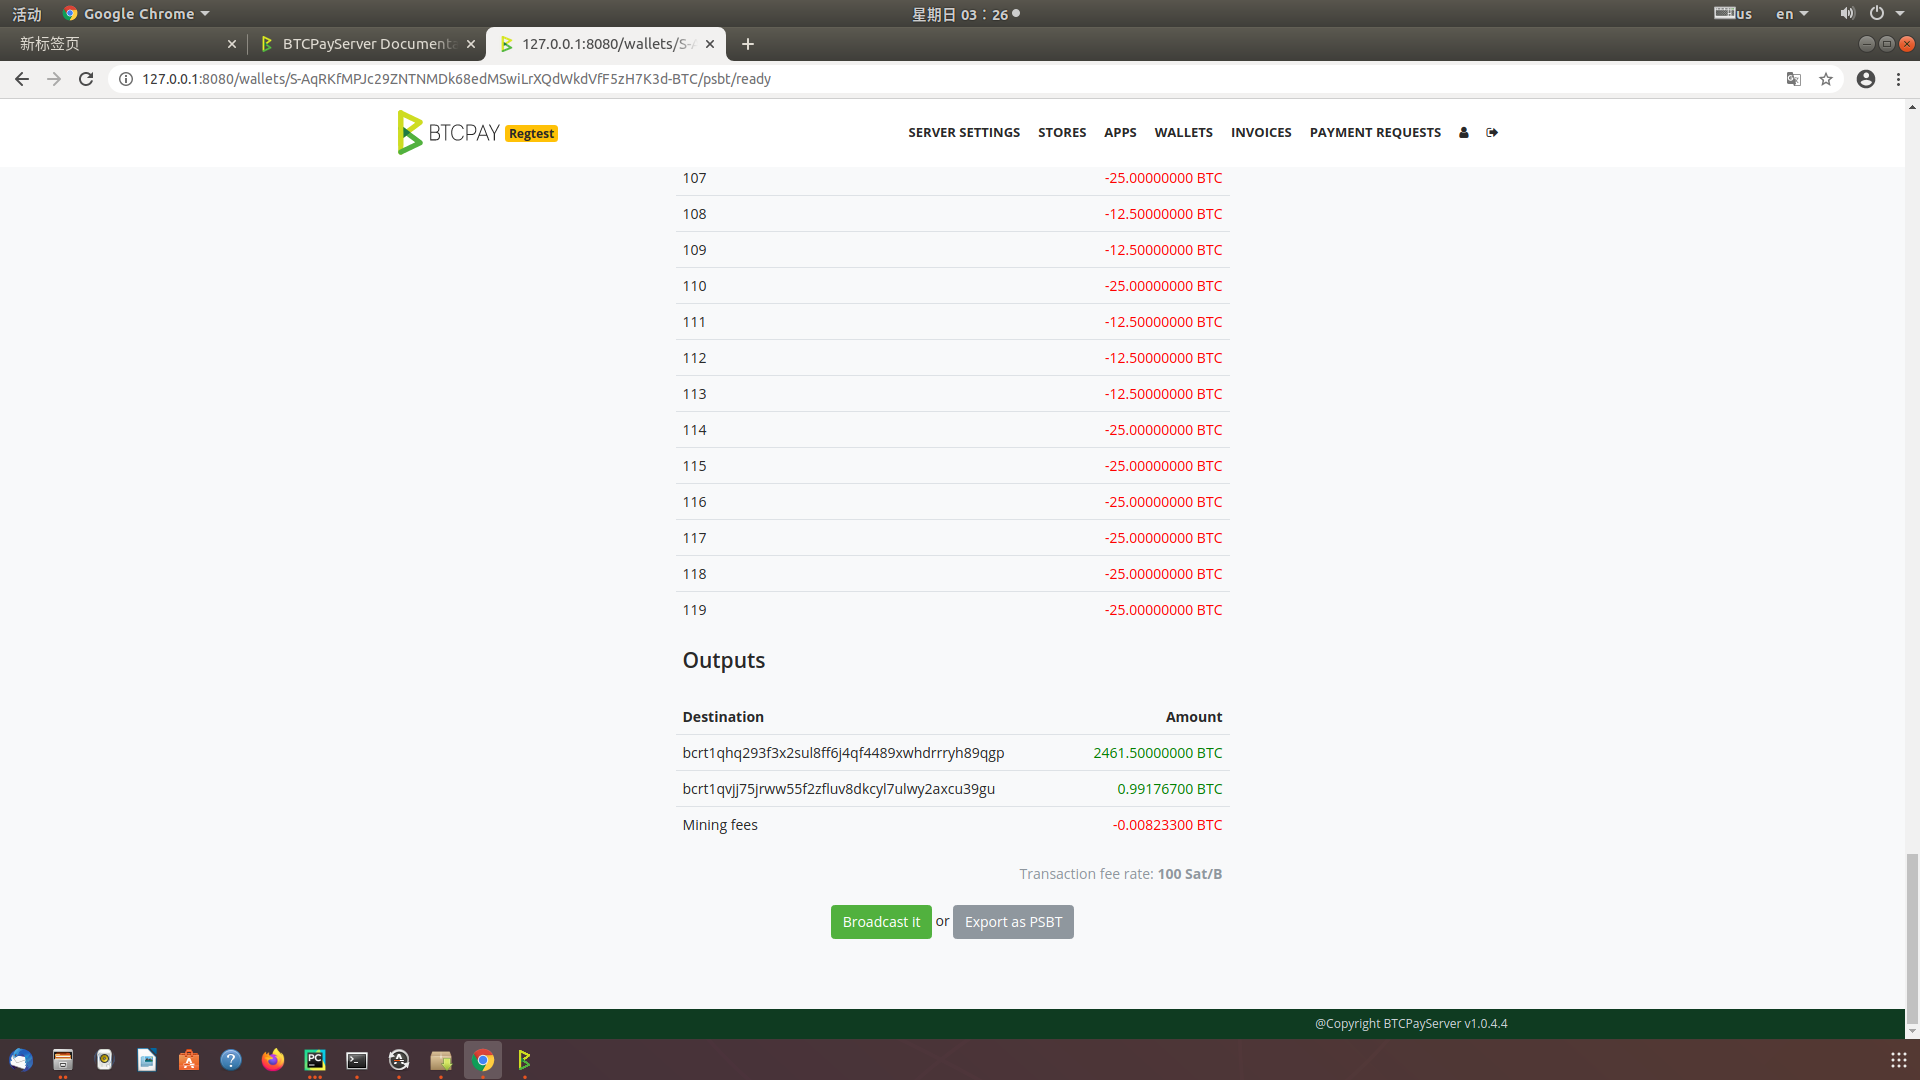 活动
Google Chrome
星期日 03：26
us
en
新标签页
BTCPayServer Documenta
127.0.0.1:8080/wallets/S-A
127.0.0.1:8080/wallets/S-AqRKfMPJc29ZNTNMDk68edMSwiLrXQdWkdVfF5zH7K3d-BTC/psbt/ready
BTCPAY Regtest
SERVER SETTINGS
STORES
APPS
WALLETS
INVOICES
PAYMENT REQUESTS
107 -25.00000000 BTC
108 -12.50000000 BTC
109 -12.50000000 BTC
110 -25.00000000 BTC
111 -12.50000000 BTC
112 -12.50000000 BTC
113 -12.50000000 BTC
114 -25.00000000 BTC
115 -25.00000000 BTC
116 -25.00000000 BTC
117 -25.00000000 BTC
118 -25.00000000 BTC
119 -25.00000000 BTC
Outputs
Destination Amount
bcrt1qhq293f3x2sul8ff6j4qf4489xwhdrrryh89qgp 2461.50000000 BTC
bcrt1qvjj75jrww55f2zfluv8dkcyl7ulwy2axcu39gu 0.99176700 BTC
Mining fees -0.00823300 BTC
Transaction fee rate: 100 Sat/B
Broadcast it or Export as PSBT
@Copyright BTCPayServer v1.0.4.4